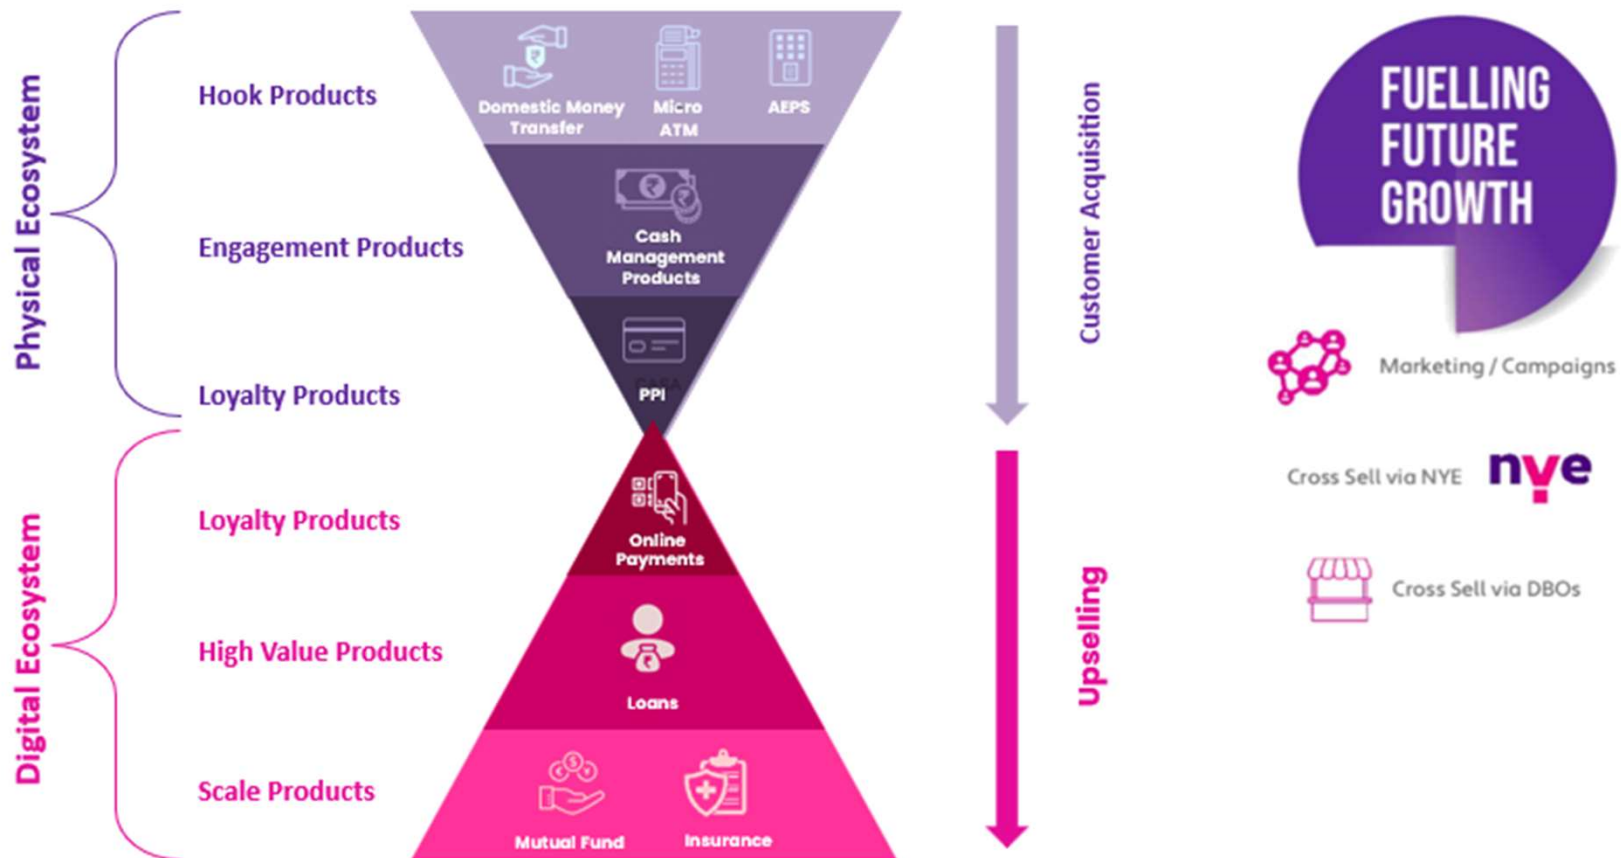 Physical Ecosystem
Hook Products
Engagement Products
Loyalty Products
Domestic Money
Transfer
Micro
ATM
AEPS
Cash
Management
Products
PPI
Customer Acquisition
Digital Ecosystem
Loyalty Products
High Value Products
Scale Products
Online
Payments
Loans
Mutual Fund
Insurance
Upselling
FUELLING
FUTURE
GROWTH
Marketing / Campaigns
Cross Sell via NYE
nye
Cross Sell via DBOs